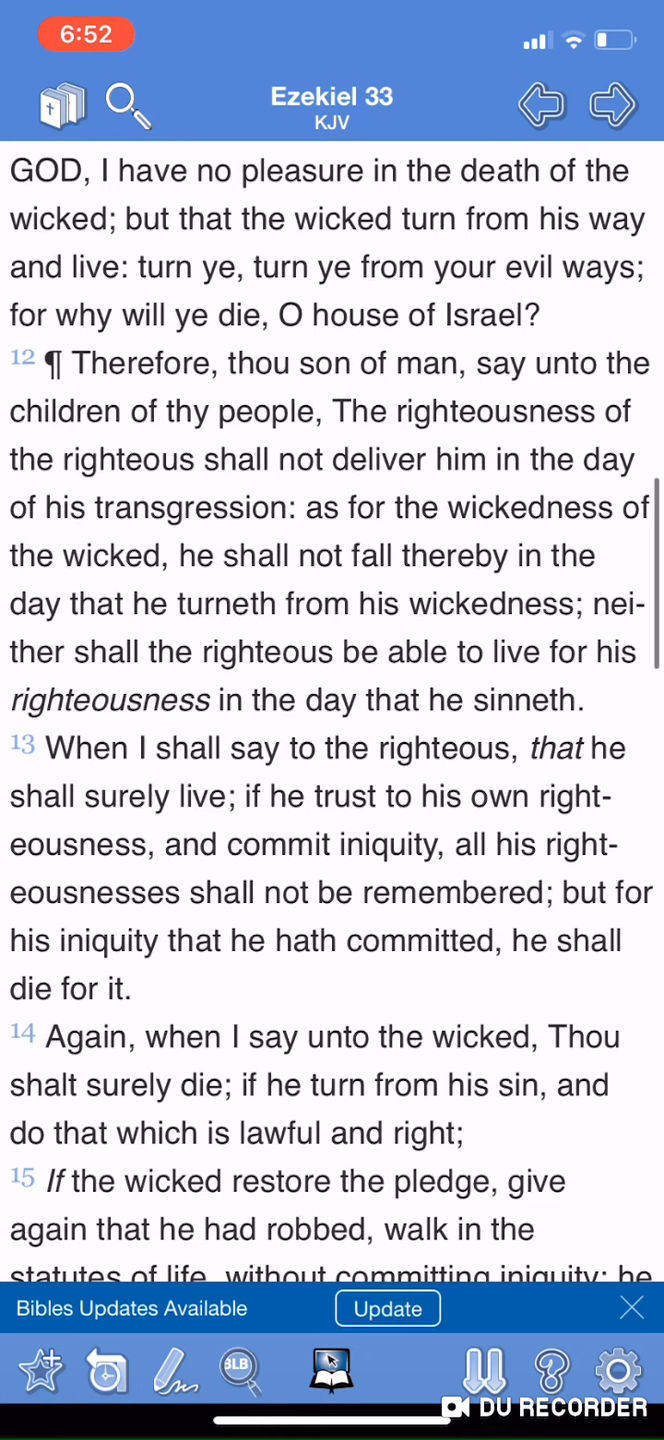 6:52
Ezekiel 33
KJV
GOD, I have no pleasure in the death of the
wicked; but that the wicked turn from his way
and live: turn ye, turn ye from your evil ways;
for why will ye die, O house of Israel?
12 ¶ Therefore, thou son of man, say unto the
children of thy people, The righteousness of
the righteous shall not deliver him in the day
of his transgression: as for the wickedness of
the wicked, he shall not fall thereby in the
day that he turneth from his wickedness; nei-
ther shall the righteous be able to live for his
righteousness in the day that he sinneth.
13 When I shall say to the righteous, that he
shall surely live; if he trust to his own right-
eousness, and commit iniquity, all his right-
eousnesses shall not be remembered; but for
his iniquity that he hath committed, he shall
die for it.
14 Again, when I say unto the wicked, Thou
shalt surely die; if he turn from his sin, and
do that which is lawful and right;
15 If the wicked restore the pledge, give
again that he had robbed, walk in the
statutes of life, without committing iniquity; he
Bibles Updates Available
Update
BLB
DU RECORDER